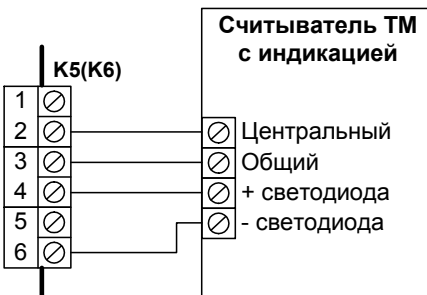 Считыватель ТМ
с индикацией
K5(K6)
1
2 Центральный
3 Общий
4 + светодиода
5 - светодиода
6